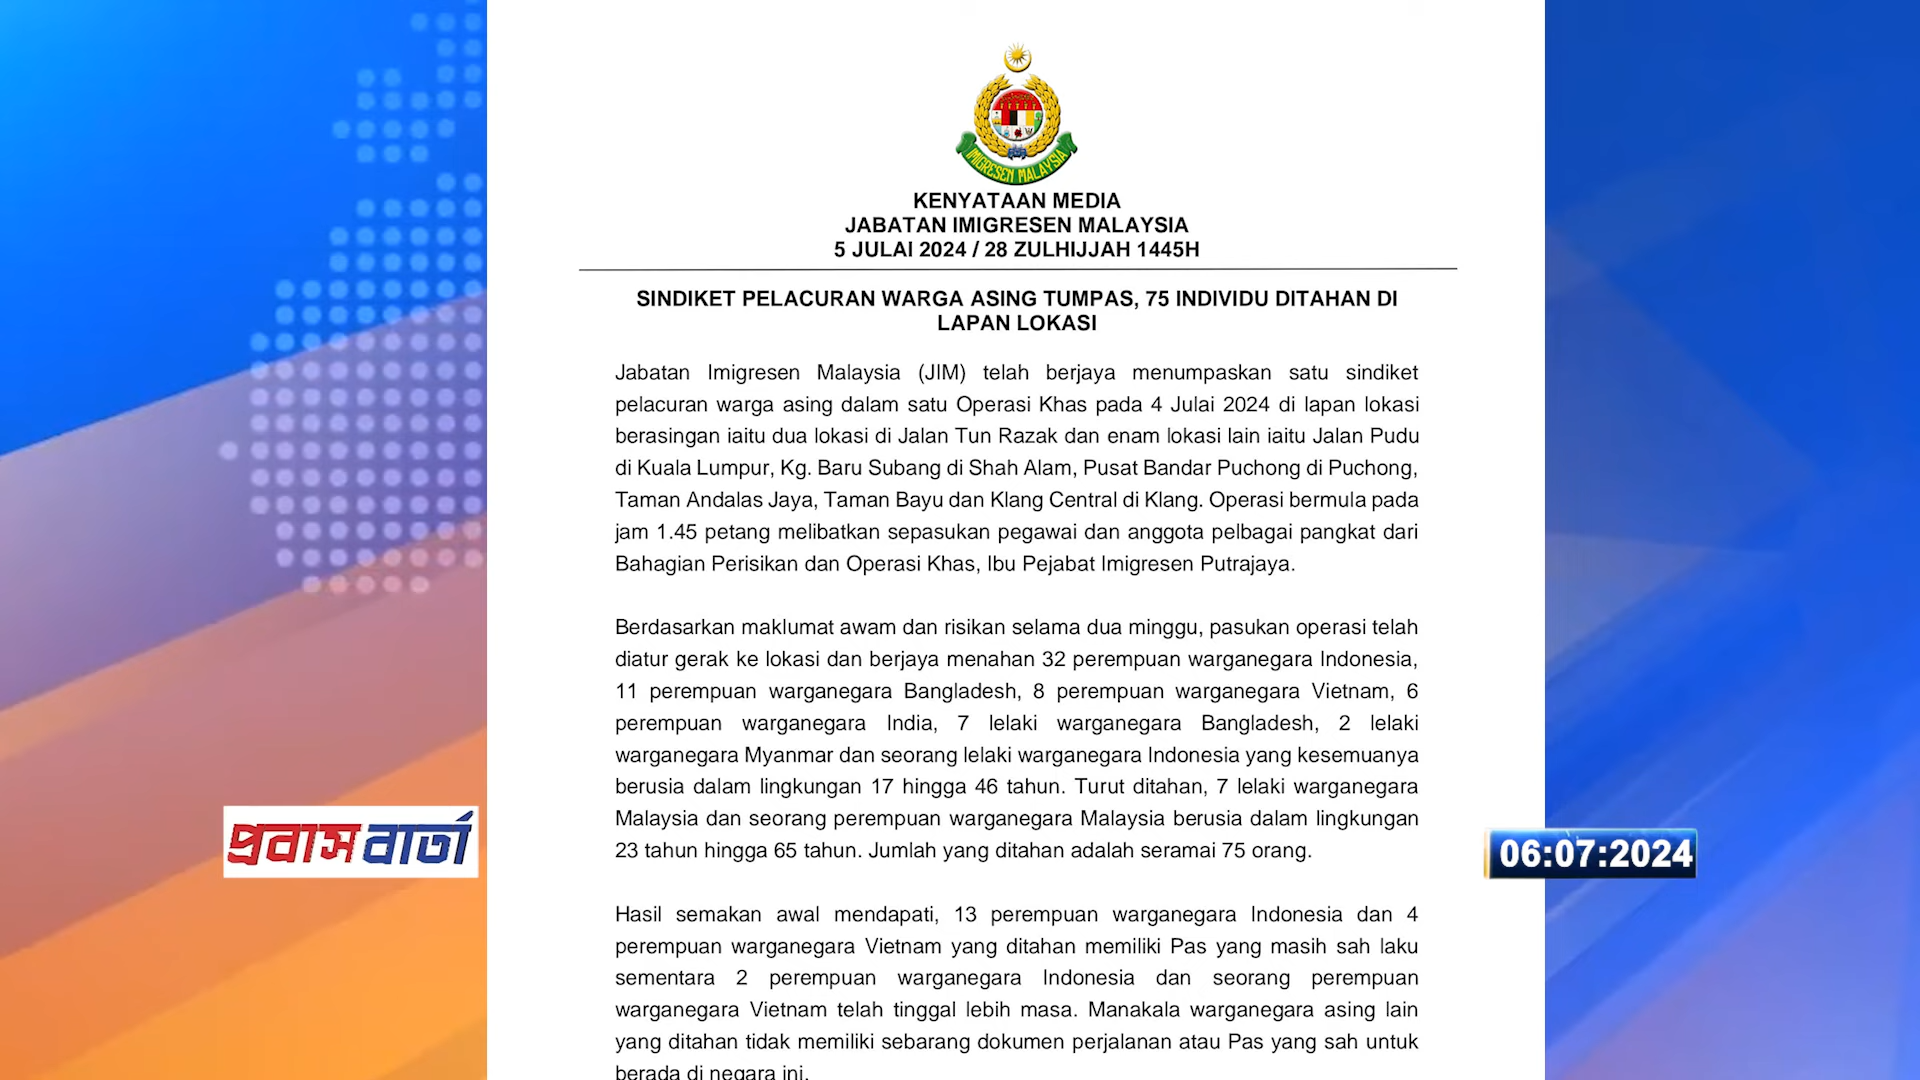 IMIGRESEN MALAYSIA
KENYATAAN MEDIA
JABATAN IMIGRESEN MALAYSIA
5 JULAI 2024 / 28 ZULHIJJAH 1445H
SINDIKET PELACURAN WARGA ASING TUMPAS, 75 INDIVIDU DITAHAN DI
LAPAN LOKASI
Jabatan Imigresen Malaysia (JIM) telah berjaya menumpaskan satu sindiket
pelacuran warga asing dalam satu Operasi Khas pada 4 Julai 2024 di lapan lokasi
berasingan iaitu dua lokasi di Jalan Tun Razak dan enam lokasi lain iaitu Jalan Pudu
di Kuala Lumpur, Kg. Baru Subang di Shah Alam, Pusat Bandar Puchong di Puchong,
Taman Andalas Jaya, Taman Bayu dan Klang Central di Klang. Operasi bermula pada
jam 1.45 petang melibatkan sepasukan pegawai dan anggota pelbagai pangkat dari
Bahagian Perisikan dan Operasi Khas, Ibu Pejabat Imigresen Putrajaya.
Berdasarkan maklumat awam dan risikan selama dua minggu, pasukan operasi telah
diatur gerak ke lokasi dan berjaya menahan 32 perempuan warganegara Indonesia,
11 perempuan warganegara Bangladesh, 8 perempuan warganegara Vietnam, 6
perempuan warganegara India, 7 lelaki warganegara Bangladesh, 2 lelaki
warganegara Myanmar dan seorang lelaki warganegara Indonesia yang kesemuanya
berusia dalam lingkungan 17 hingga 46 tahun. Turut ditahan, 7 lelaki warganegara
Malaysia dan seorang perempuan warganegara Malaysia berusia dalam lingkungan
23 tahun hingga 65 tahun. Jumlah yang ditahan adalah seramai 75 orang.
Hasil semakan awal mendapati, 13 perempuan warganegara Indonesia dan 4
perempuan warganegara Vietnam yang ditahan memiliki Pas yang masih sah laku
sementara 2 perempuan warganegara Indonesia dan seorang perempuan
warganegara Vietnam telah tinggal lebih masa. Manakala warganegara asing lain
yang ditahan tidak memiliki sebarang dokumen perjalanan atau Pas yang sah untuk
berada di negara ini.
প্রবাস বার্তা
06:07:2024